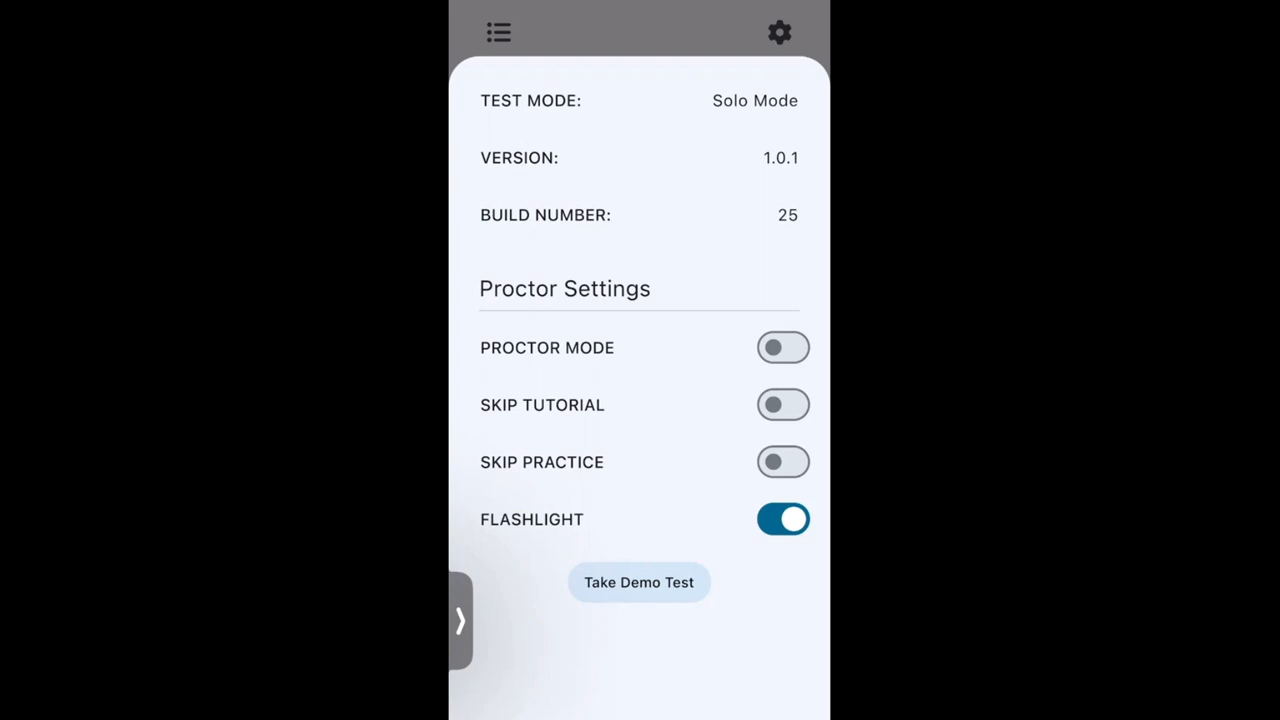 TEST MODE: Solo Mode
VERSION: 1.0.1
BUILD NUMBER: 25
Proctor Settings
PROCTOR MODE
SKIP TUTORIAL
SKIP PRACTICE
FLASHLIGHT
Take Demo Test